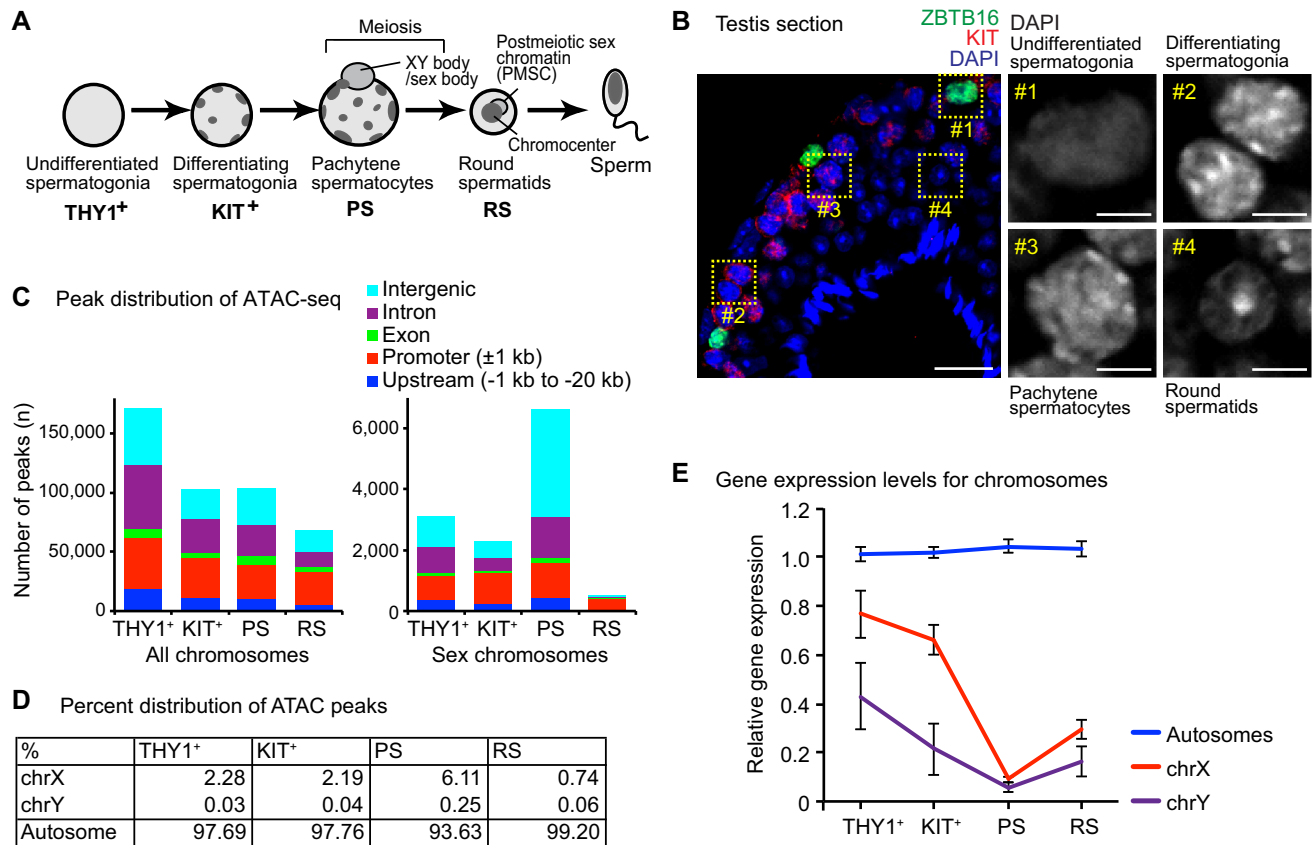 A
Meiosis
XY body
/sex body
Postmeiotic sex
chromatin
(PMSC)
Chromocenter
Undifferentiated
spermatogonia
THY1⁺
Differentiating
spermatogonia
KIT⁺
Pachytene
spermatocytes
PS
Round
spermatids
RS
Sperm
B Testis section
ZBTB16
KIT
DAPI
#1
#2
#3
#4
DAPI
Undifferentiated
spermatogonia
#1
Differentiating
spermatogonia
#2
#3
Pachytene
spermatocytes
#4
Round
spermatids
C Peak distribution of ATAC-seq
Intergenic
Intron
Exon
Promoter (±1 kb)
Upstream (-1 kb to -20 kb)
Number of peaks (n)
150,000
100,000
50,000
0
THY1⁺ KIT⁺ PS RS
All chromosomes
6,000
4,000
2,000
0
THY1⁺ KIT⁺ PS RS
Sex chromosomes
D Percent distribution of ATAC peaks
% THY1⁺ KIT⁺ PS RS
chrX 2.28 2.19 6.11 0.74
chrY 0.03 0.04 0.25 0.06
Autosome 97.69 97.76 93.63 99.20
E Gene expression levels for chromosomes
Relative gene expression
1.2
1.0
0.8
0.6
0.4
0.2
0
THY1⁺ KIT⁺ PS RS
Autosomes
chrX
chrY